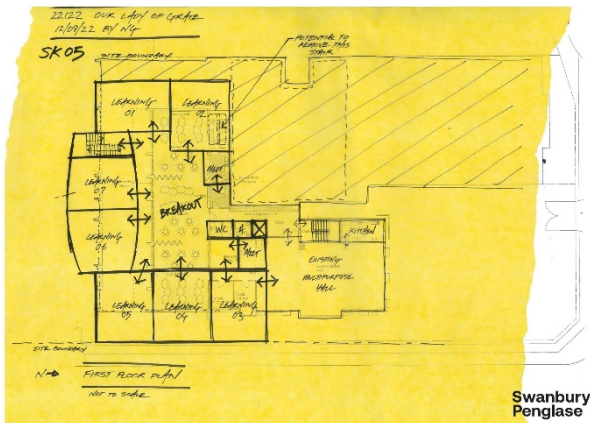 22122 OUR LADY OF GRACE
12/09/22 BY NG
SK05
SITE BOUNDARY
POTENTIAL TO
REMOVE THIS
STAIR
LEARNING
01
LEARNING
02
MEET
LEARNING
07
BREAKOUT
LEARNING
06
WC
A
MEET
KITCHEN
EXISTING
MULTIPURPOSE
HALL
LEARNING
05
LEARNING
04
LEARNING
03
SITE BOUNDARY
N
FIRST FLOOR PLAN
NOT TO SCALE
Swanbury
Penglase